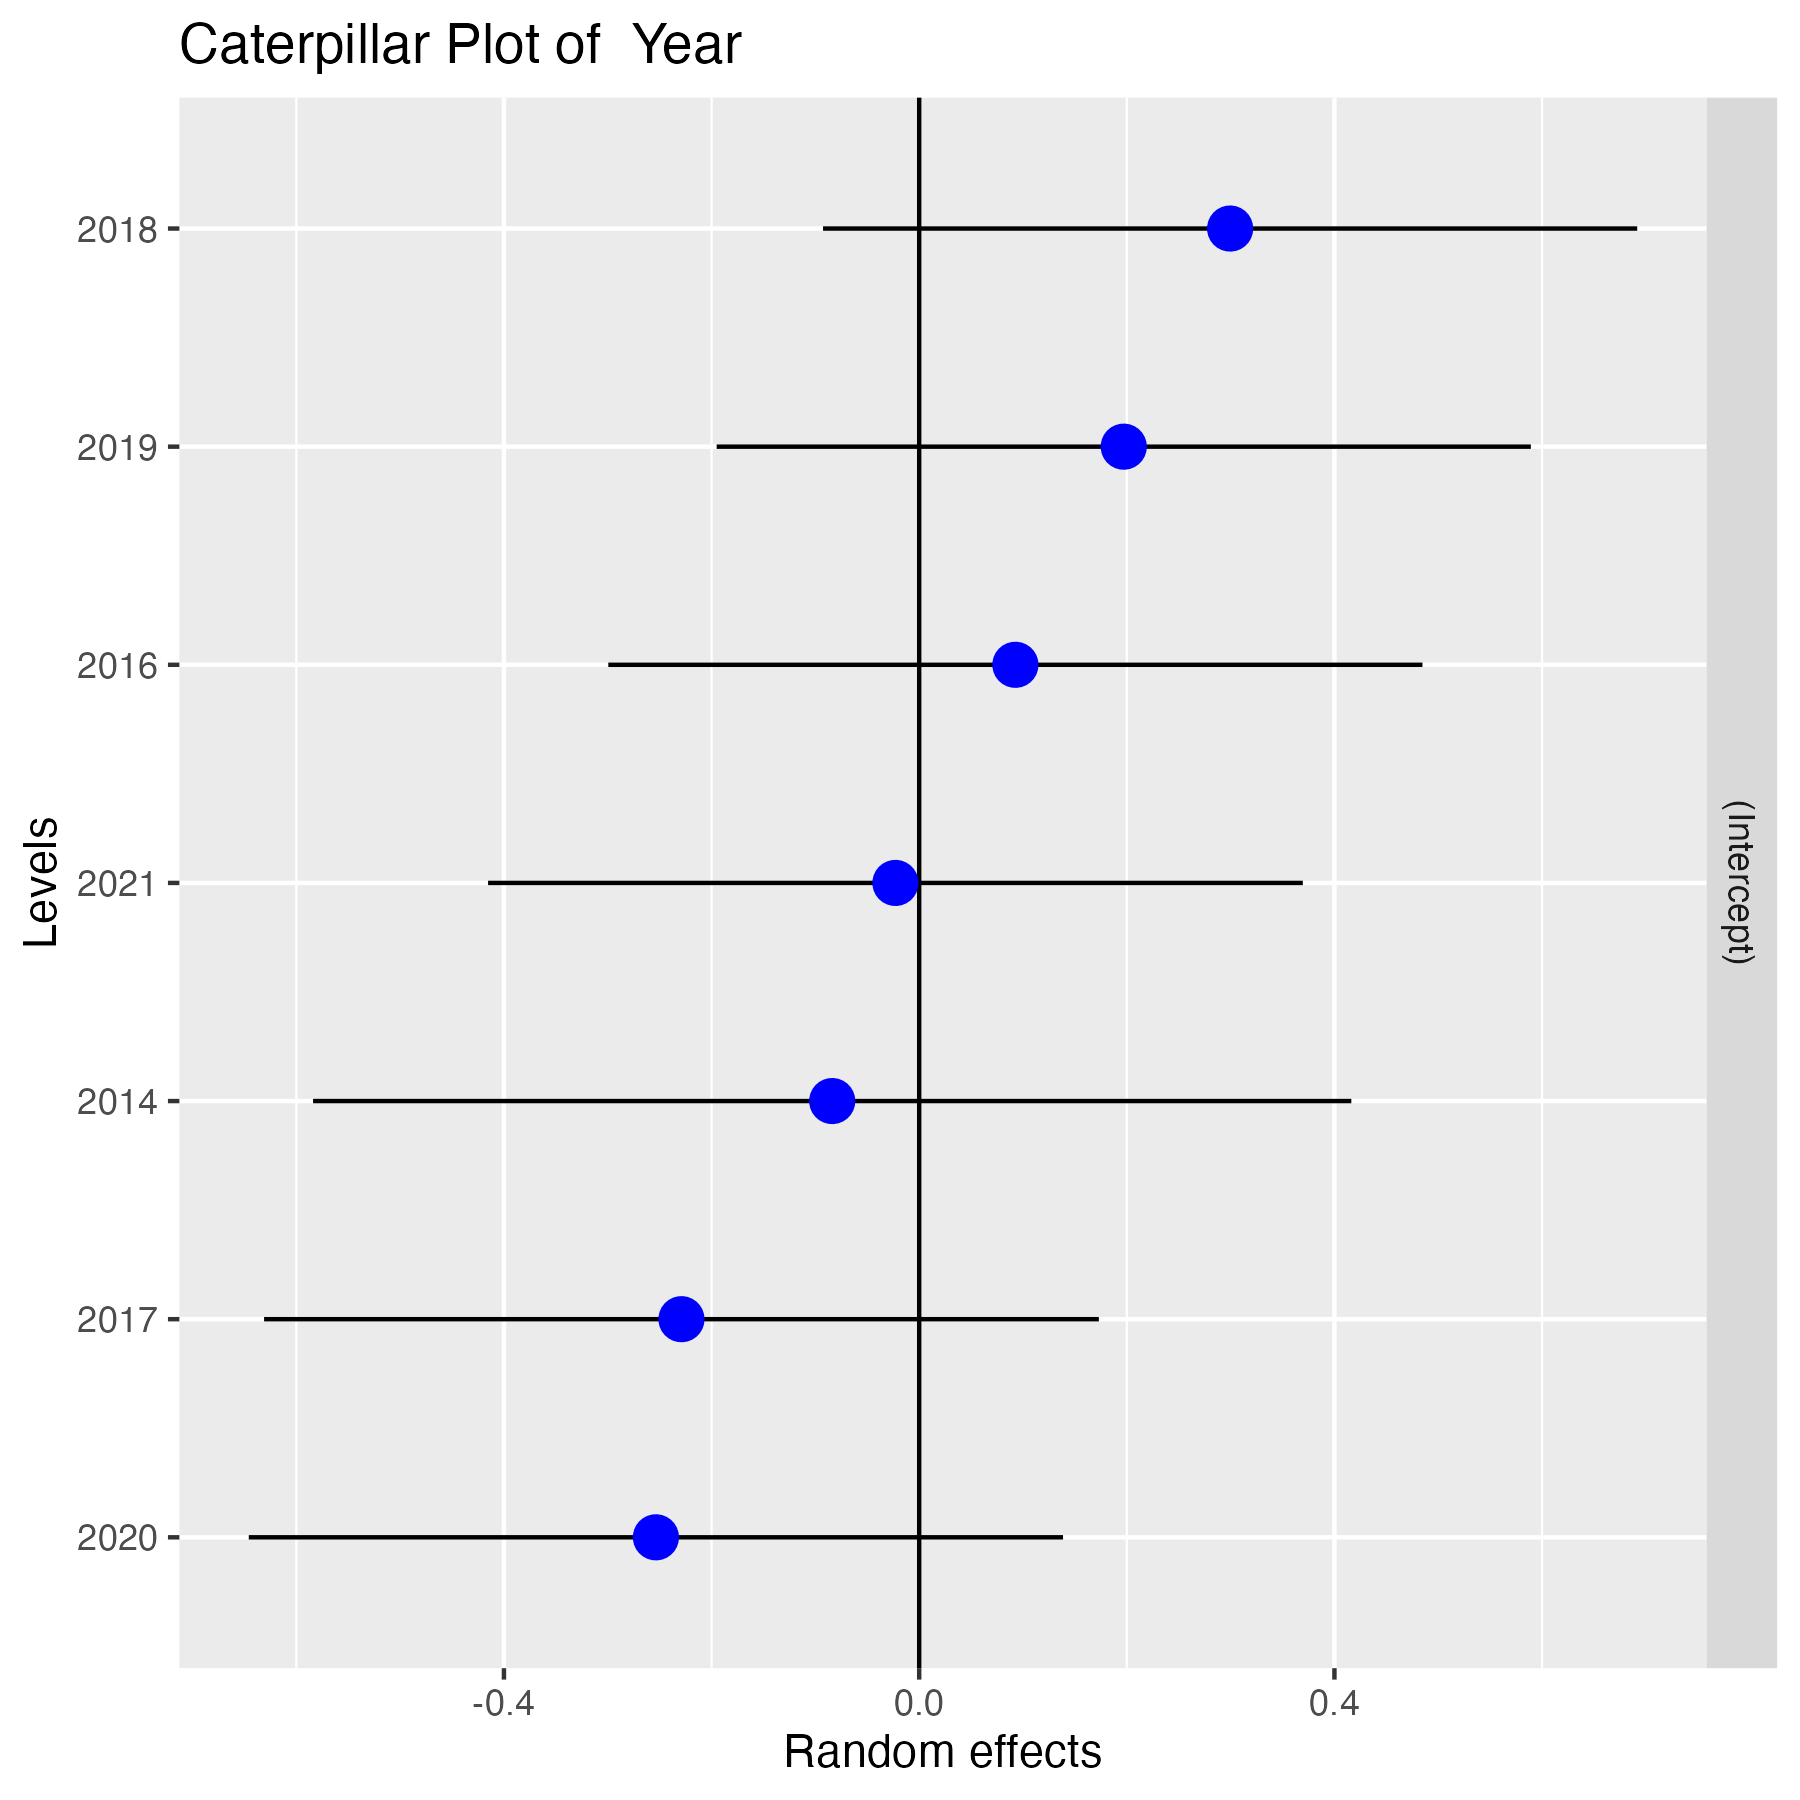 Caterpillar Plot of  Year
2018
2019
2016
2021
2014
2017
2020
Levels
(Intercept)
-0.4
0.0
0.4
Random effects